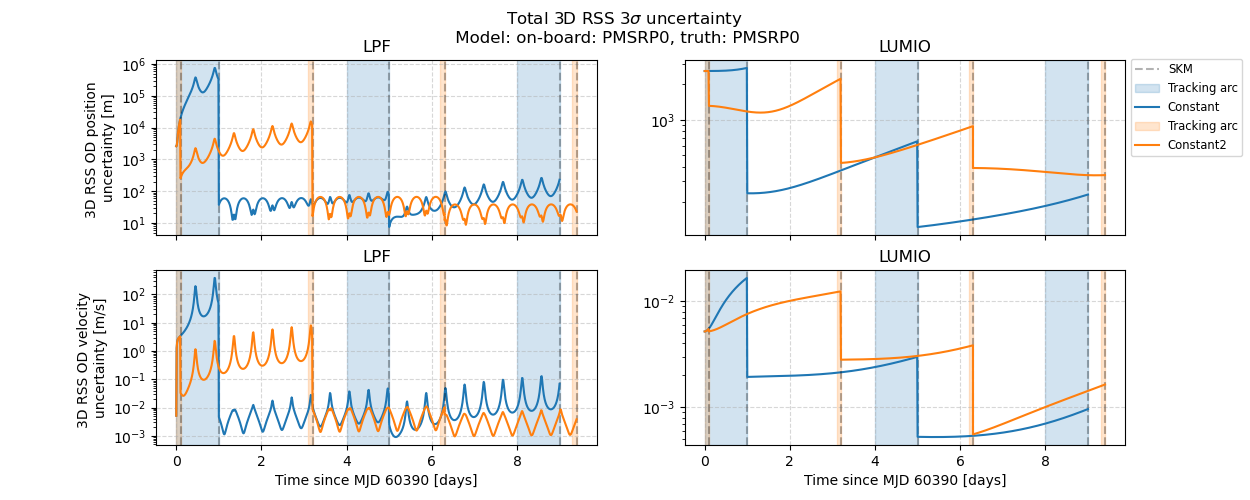 Total 3D RSS 3σ uncertainty
Model: on-board: PMSRP0, truth: PMSRP0
LPF
LUMIO
3D RSS OD position
uncertainty [m]
10⁶
10⁵
10⁴
10³
10²
10¹
10³
SKM
Tracking arc
Constant
Tracking arc
Constant2
LPF
LUMIO
3D RSS OD velocity
uncertainty [m/s]
10²
10¹
10⁰
10⁻¹
10⁻²
10⁻³
10⁻²
10⁻³
0 2 4 6 8
0 2 4 6 8
Time since MJD 60390 [days]
Time since MJD 60390 [days]